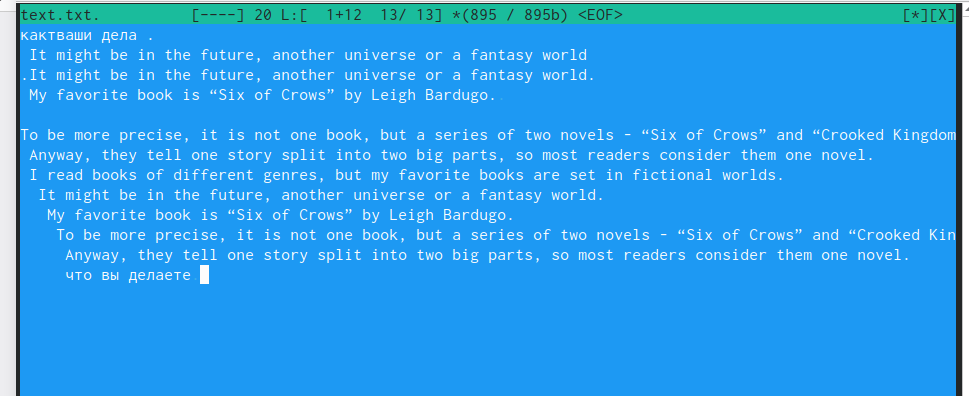 text.txt. [----] 20 L:[ 1+12 13/ 13] *(895 / 895b) <EOF> [*][X]
кактваши дела .
It might be in the future, another universe or a fantasy world
.It might be in the future, another universe or a fantasy world.
My favorite book is “Six of Crows” by Leigh Bardugo.
To be more precise, it is not one book, but a series of two novels – “Six of Crows” and “Crooked Kingdom
Anyway, they tell one story split into two big parts, so most readers consider them one novel.
I read books of different genres, but my favorite books are set in fictional worlds.
It might be in the future, another universe or a fantasy world.
My favorite book is “Six of Crows” by Leigh Bardugo.
To be more precise, it is not one book, but a series of two novels – “Six of Crows” and “Crooked Kin
Anyway, they tell one story split into two big parts, so most readers consider them one novel.
что вы делаете